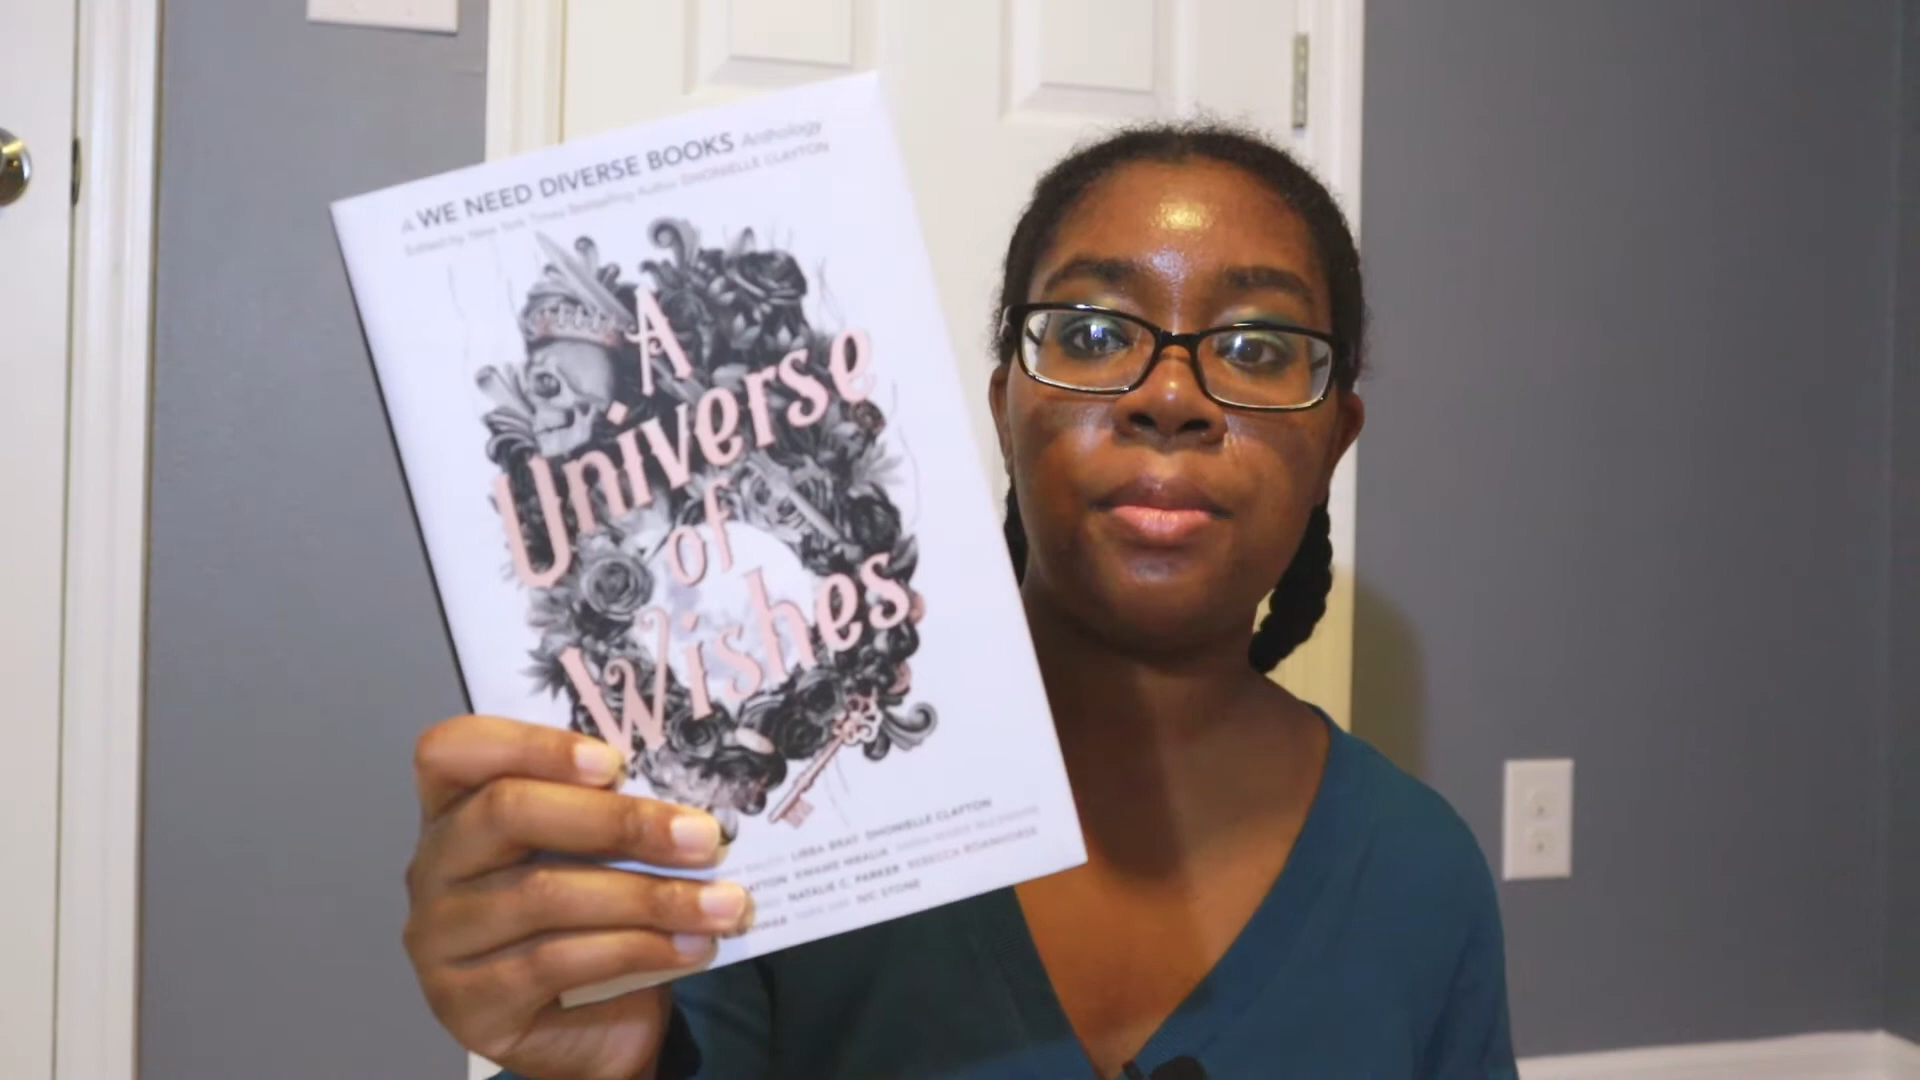 A WE NEED DIVERSE BOOKS Anthology
Edited by New York Times Bestselling Author DHONIELLE CLAYTON
A
Universe
of
Wishes
LIBBA BRAY DHONIELLE CLAYTON
KWAME MBALIA
NATALIE C. PARKER REBECCA ROANHORSE
NIC STONE